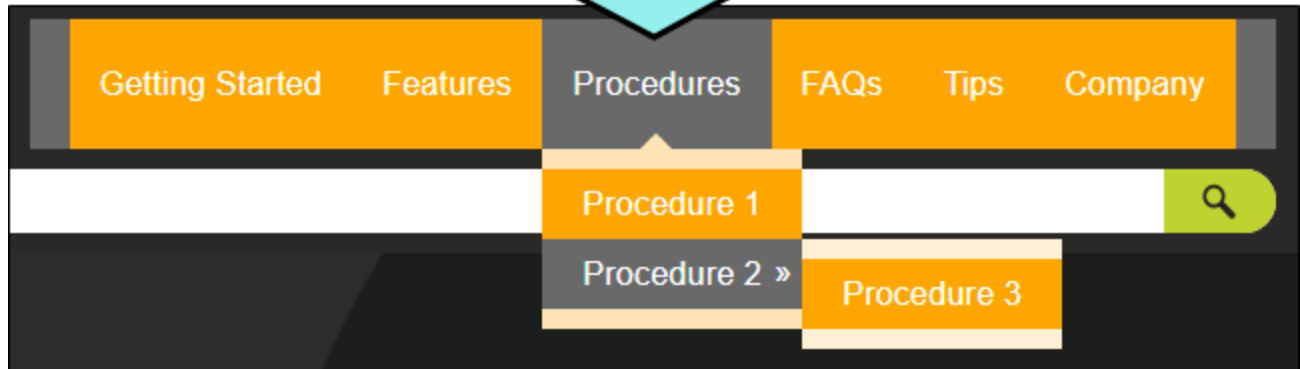 Getting Started Features Procedures FAQs Tips Company
Procedure 1
Procedure 2 »
Procedure 3